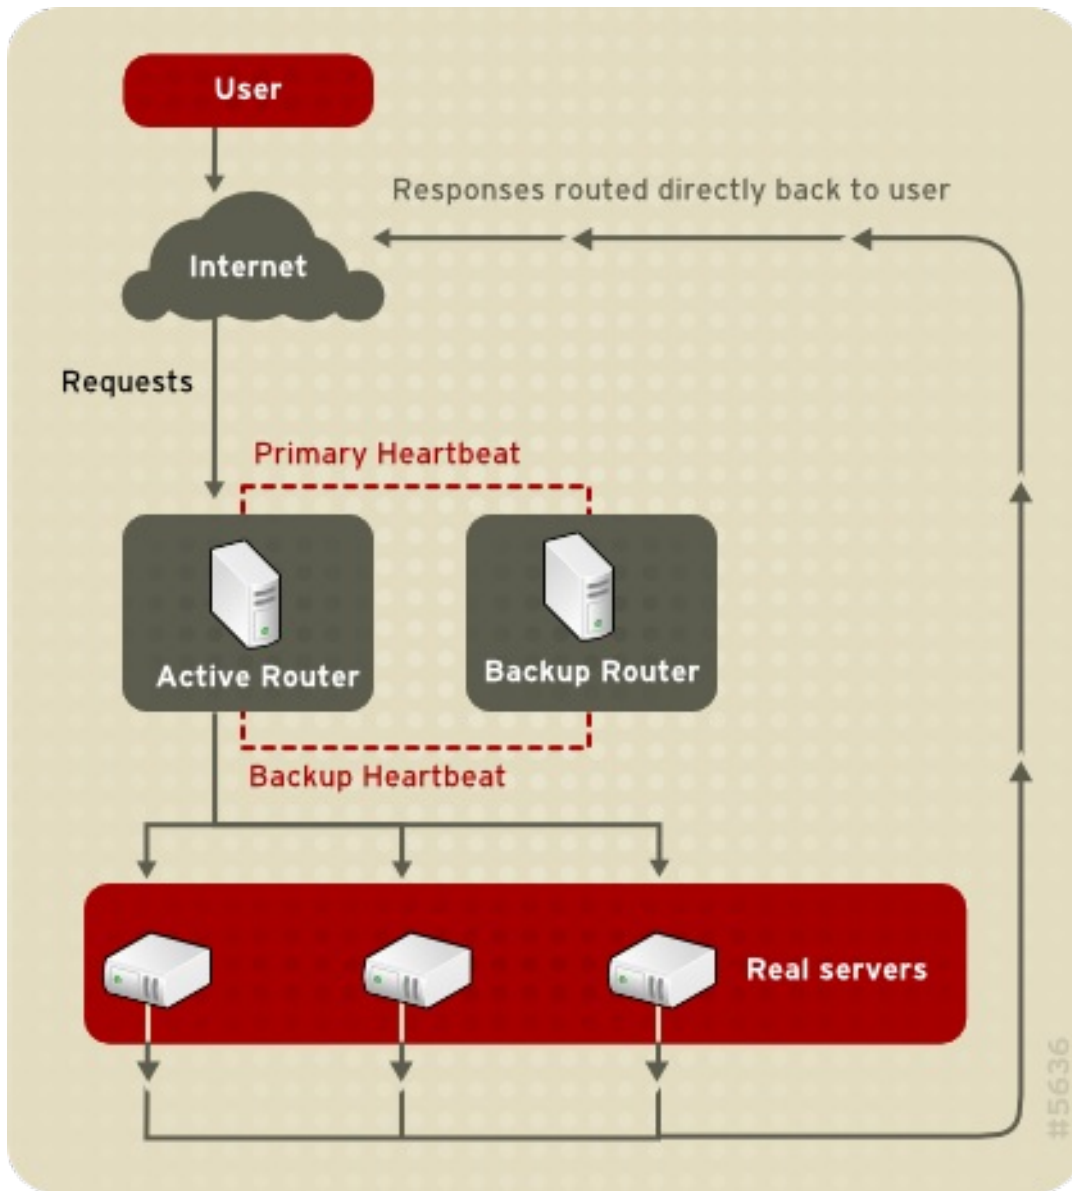 User
Responses routed directly back to user
Internet
Requests
Primary Heartbeat
Active Router
Backup Router
Backup Heartbeat
Real servers
#5636